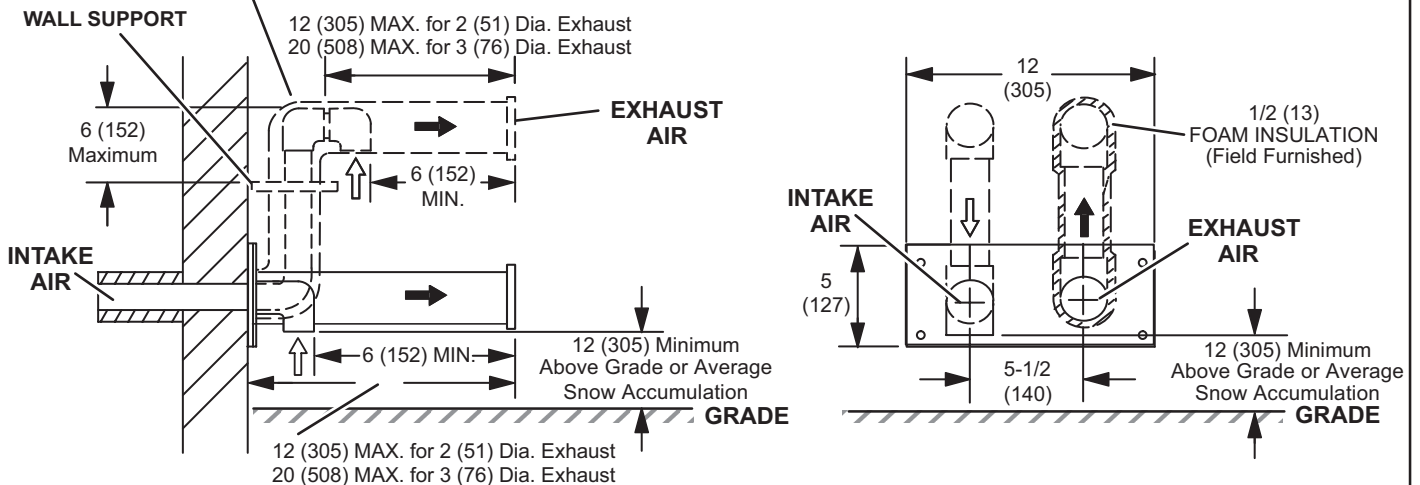 WALL SUPPORT
12 (305) MAX. for 2 (51) Dia. Exhaust
20 (508) MAX. for 3 (76) Dia. Exhaust
6 (152)
Maximum
EXHAUST
AIR
6 (152)
MIN.
INTAKE
AIR
6 (152) MIN.
12 (305) Minimum
Above Grade or Average
Snow Accumulation
GRADE
12 (305) MAX. for 2 (51) Dia. Exhaust
20 (508) MAX. for 3 (76) Dia. Exhaust
12
(305)
1/2 (13)
FOAM INSULATION
(Field Furnished)
INTAKE
AIR
EXHAUST
AIR
5
(127)
5-1/2
(140)
12 (305) Minimum
Above Grade or Average
Snow Accumulation
GRADE